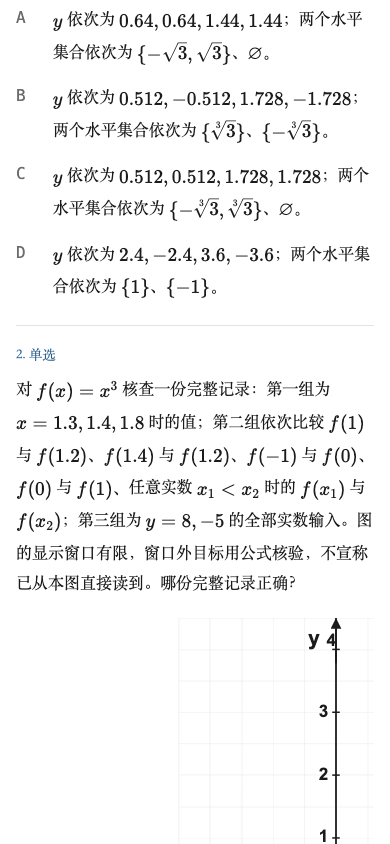 A y 依次为 0.64, 0.64, 1.44, 1.44；两个水平
集合依次为 {−√3, √3}、∅。
B y 依次为 0.512, −0.512, 1.728, −1.728；
两个水平集合依次为 {∛3}、{−∛3}。
C y 依次为 0.512, 0.512, 1.728, 1.728；两个
水平集合依次为 {−∛3, ∛3}、∅。
D y 依次为 2.4, −2.4, 3.6, −3.6；两个水平集
合依次为 {1}、{−1}。
2. 单选
对 f(x) = x³ 核查一份完整记录：第一组为
x = 1.3, 1.4, 1.8 时的值；第二组依次比较 f(1)
与 f(1.2)、f(1.4) 与 f(1.2)、f(−1) 与 f(0)、
f(0) 与 f(1)、任意实数 x₁ < x₂ 时的 f(x₁) 与
f(x₂)；第三组为 y = 8, −5 的全部实数输入。图
的显示窗口有限，窗口外目标用公式核验，不宣称
已从本图直接读到。哪份完整记录正确？
y 4
3
2
1